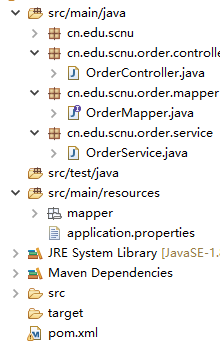 src/main/java
cn.edu.scnu
cn.edu.scnu.order.controlle
OrderController.java
cn.edu.scnu.order.mapper
OrderMapper.java
cn.edu.scnu.order.service
OrderService.java
src/test/java
src/main/resources
mapper
application.properties
JRE System Library [JavaSE-1.
Maven Dependencies
src
target
pom.xml